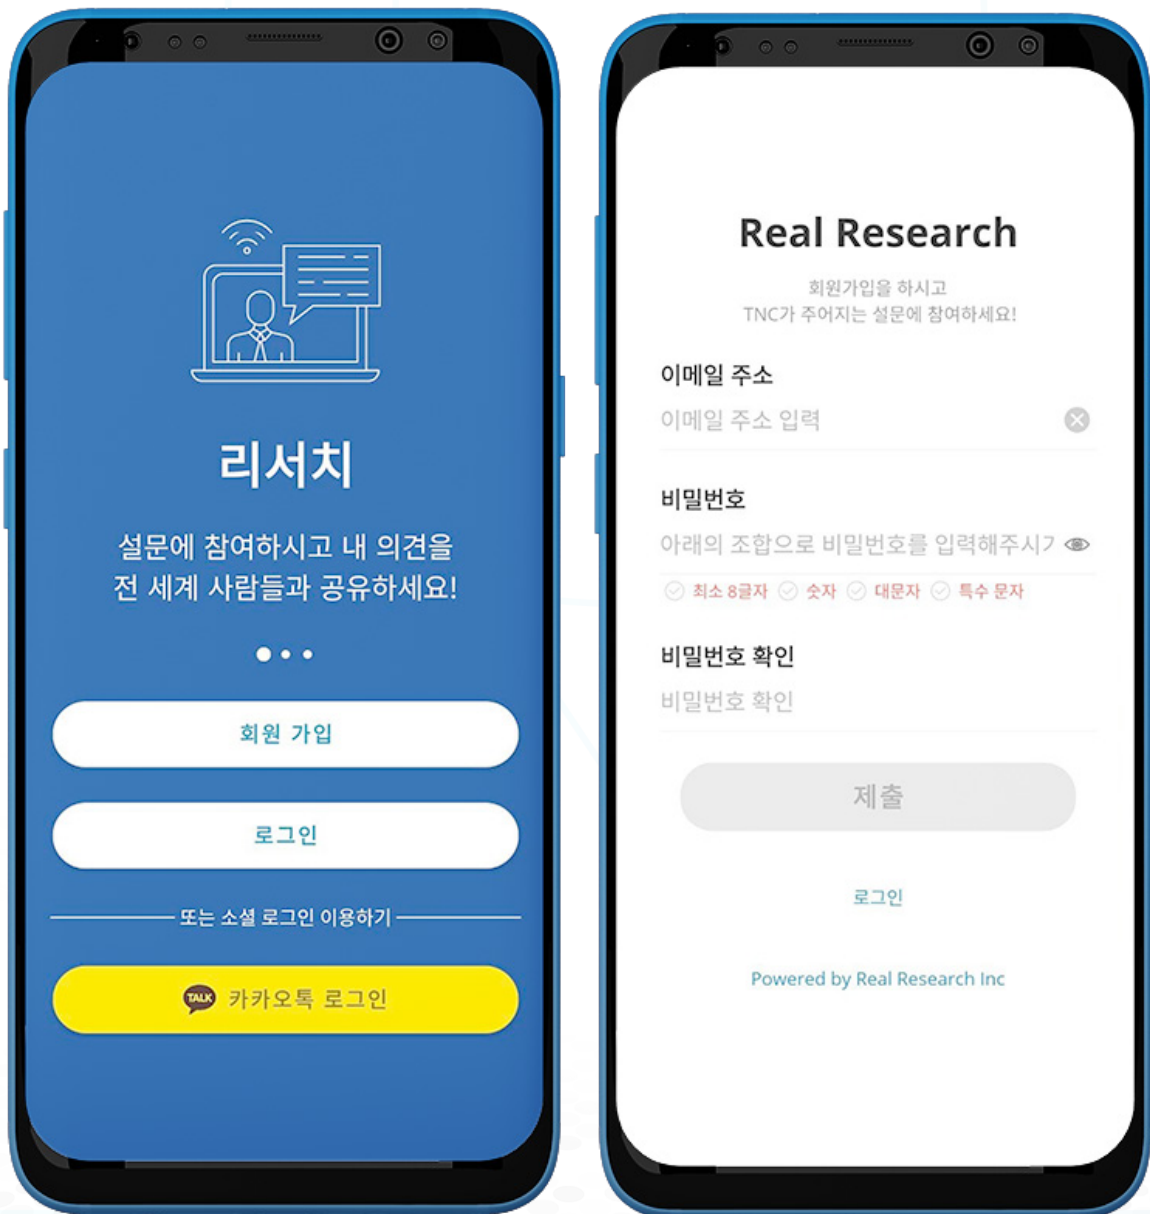 리서치
설문에 참여하시고 내 의견을
전 세계 사람들과 공유하세요!
회원 가입
로그인
또는 소셜 로그인 이용하기
TALK 카카오톡 로그인
Real Research
회원가입을 하시고
TNC가 주어지는 설문에 참여하세요!
이메일 주소
이메일 주소 입력
비밀번호
아래의 조합으로 비밀번호를 입력해주시기
최소 8글자 숫자 대문자 특수 문자
비밀번호 확인
비밀번호 확인
제출
로그인
Powered by Real Research Inc